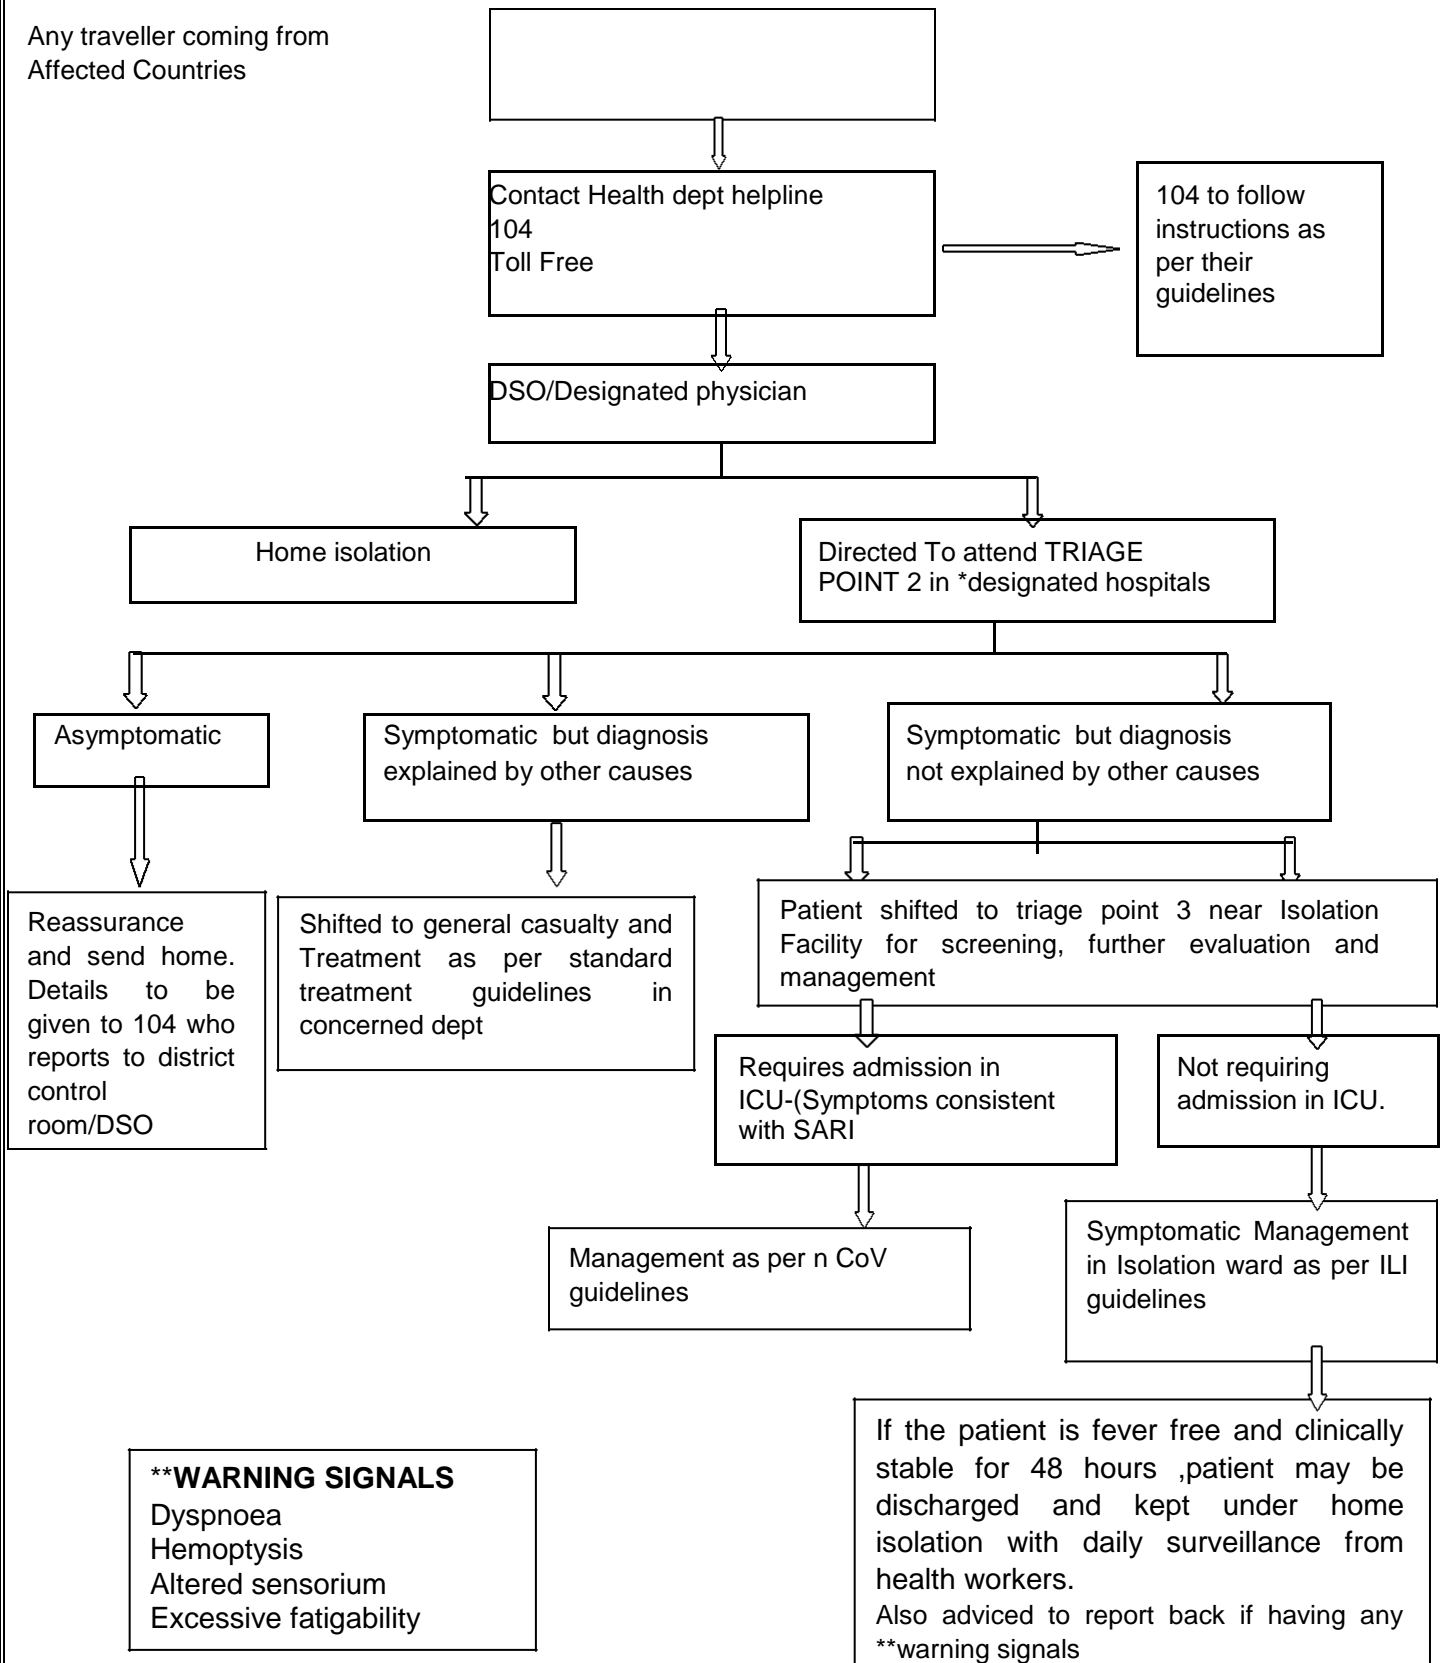 Any traveller coming from
Affected Countries
Contact Health dept helpline
104
Toll Free
104 to follow
instructions as
per their
guidelines
DSO/Designated physician
Home isolation
Directed To attend TRIAGE
POINT 2 in *designated hospitals
Asymptomatic
Symptomatic but diagnosis
explained by other causes
Symptomatic but diagnosis
not explained by other causes
Reassurance
and send home.
Details to be
given to 104 who
reports to district
control
room/DSO
Shifted to general casualty and
Treatment as per standard
treatment guidelines in
concerned dept
Patient shifted to triage point 3 near Isolation
Facility for screening, further evaluation and
management
Requires admission in
ICU-(Symptoms consistent
with SARI
Not requiring
admission in ICU.
Management as per n CoV
guidelines
Symptomatic Management
in Isolation ward as per ILI
guidelines
If the patient is fever free and clinically
stable for 48 hours ,patient may be
discharged and kept under home
isolation with daily surveillance from
health workers.
Also adviced to report back if having any
**warning signals
**WARNING SIGNALS
Dyspnoea
Hemoptysis
Altered sensorium
Excessive fatigability